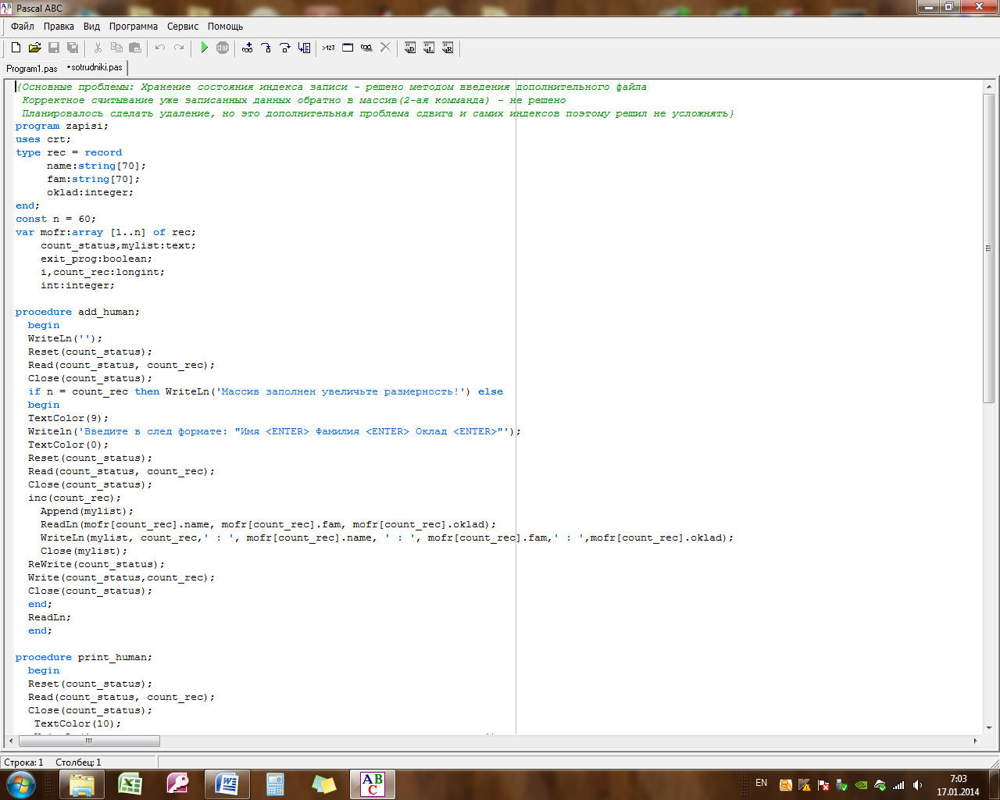 Pascal ABC
Файл Правка Вид Программа Сервис Помощь
Program1.pas •sotrudniki.pas
{Основные проблемы: Хранение состояния индекса записи - решено методом введения дополнительного файла
Корректное считывание уже записанных данных обратно в массив(2-ая комманда) - не решено
Планировалось сделать удаление, но это дополнительная проблема сдвига и самих индексов поэтому решил не усложнять}
program zapisi;
uses crt;
type rec = record
name:string[70];
fam:string[70];
oklad:integer;
end;
const n = 60;
var mofr:array [1..n] of rec;
count_status,mylist:text;
exit_prog:boolean;
i,count_rec:longint;
int:integer;
procedure add_human;
begin
WriteLn('');
Reset(count_status);
Read(count_status, count_rec);
Close(count_status);
if n = count_rec then WriteLn('Массив заполнен увеличьте размерность!') else
begin
TextColor(9);
Writeln('Введите в след формате: "Имя <ENTER> Фамилия <ENTER> Оклад <ENTER>"');
TextColor(0);
Reset(count_status);
Read(count_status, count_rec);
Close(count_status);
inc(count_rec);
Append(mylist);
ReadLn(mofr[count_rec].name, mofr[count_rec].fam, mofr[count_rec].oklad);
WriteLn(mylist, count_rec,' : ', mofr[count_rec].name, ' : ', mofr[count_rec].fam,' : ',mofr[count_rec].oklad);
Close(mylist);
ReWrite(count_status);
Write(count_status,count_rec);
Close(count_status);
end;
ReadLn;
end;
procedure print_human;
begin
Reset(count_status);
Read(count_status, count_rec);
Close(count_status);
TextColor(10);
Строка: 1 Столбец: 1
EN
7:03
17.01.2014